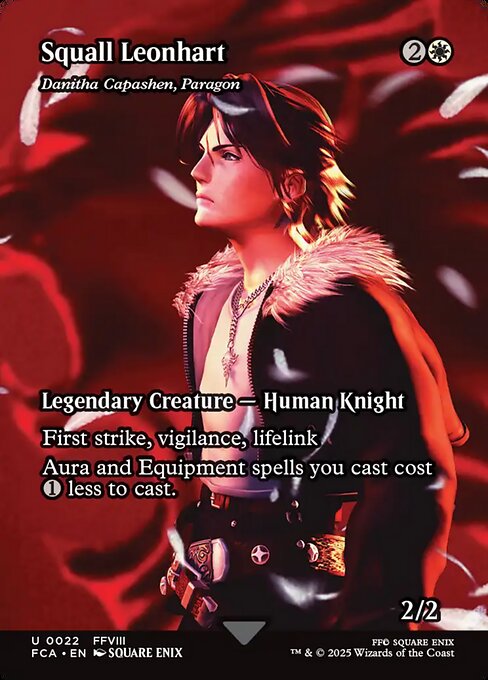 Squall Leonhart 2
Danitha Capashen, Paragon
Legendary Creature — Human Knight
First strike, vigilance, lifelink
Aura and Equipment spells you cast cost
1 less to cast.
2/2
U 0022 FFVIII
FCA • EN SQUARE ENIX
FF© SQUARE ENIX
™ & © 2025 Wizards of the Coast